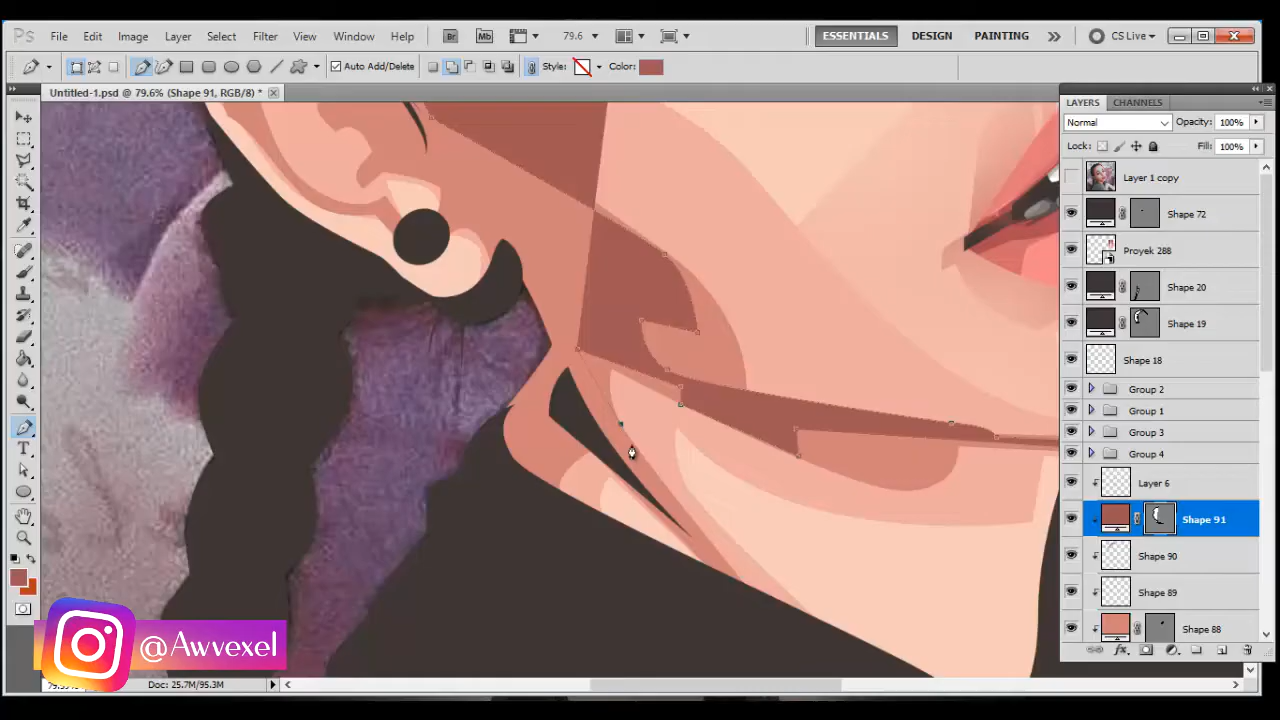 Ps File Edit Image Layer Select Filter View Window Help Br Mb 79.6 ESSENTIALS DESIGN PAINTING CS Live
Auto Add/Delete Style: Color:
Untitled-1.psd @ 79.6% (Shape 91, RGB/8) *
LAYERS CHANNELS
Normal Opacity: 100%
Lock: Fill: 100%
Layer 1 copy
Shape 72
Proyek 288
Shape 20
Shape 19
Shape 18
Group 2
Group 1
Group 3
Group 4
Layer 6
Shape 91
Shape 90
Shape 89
Shape 88
@Awvexel
Doc: 25.7M/95.3M